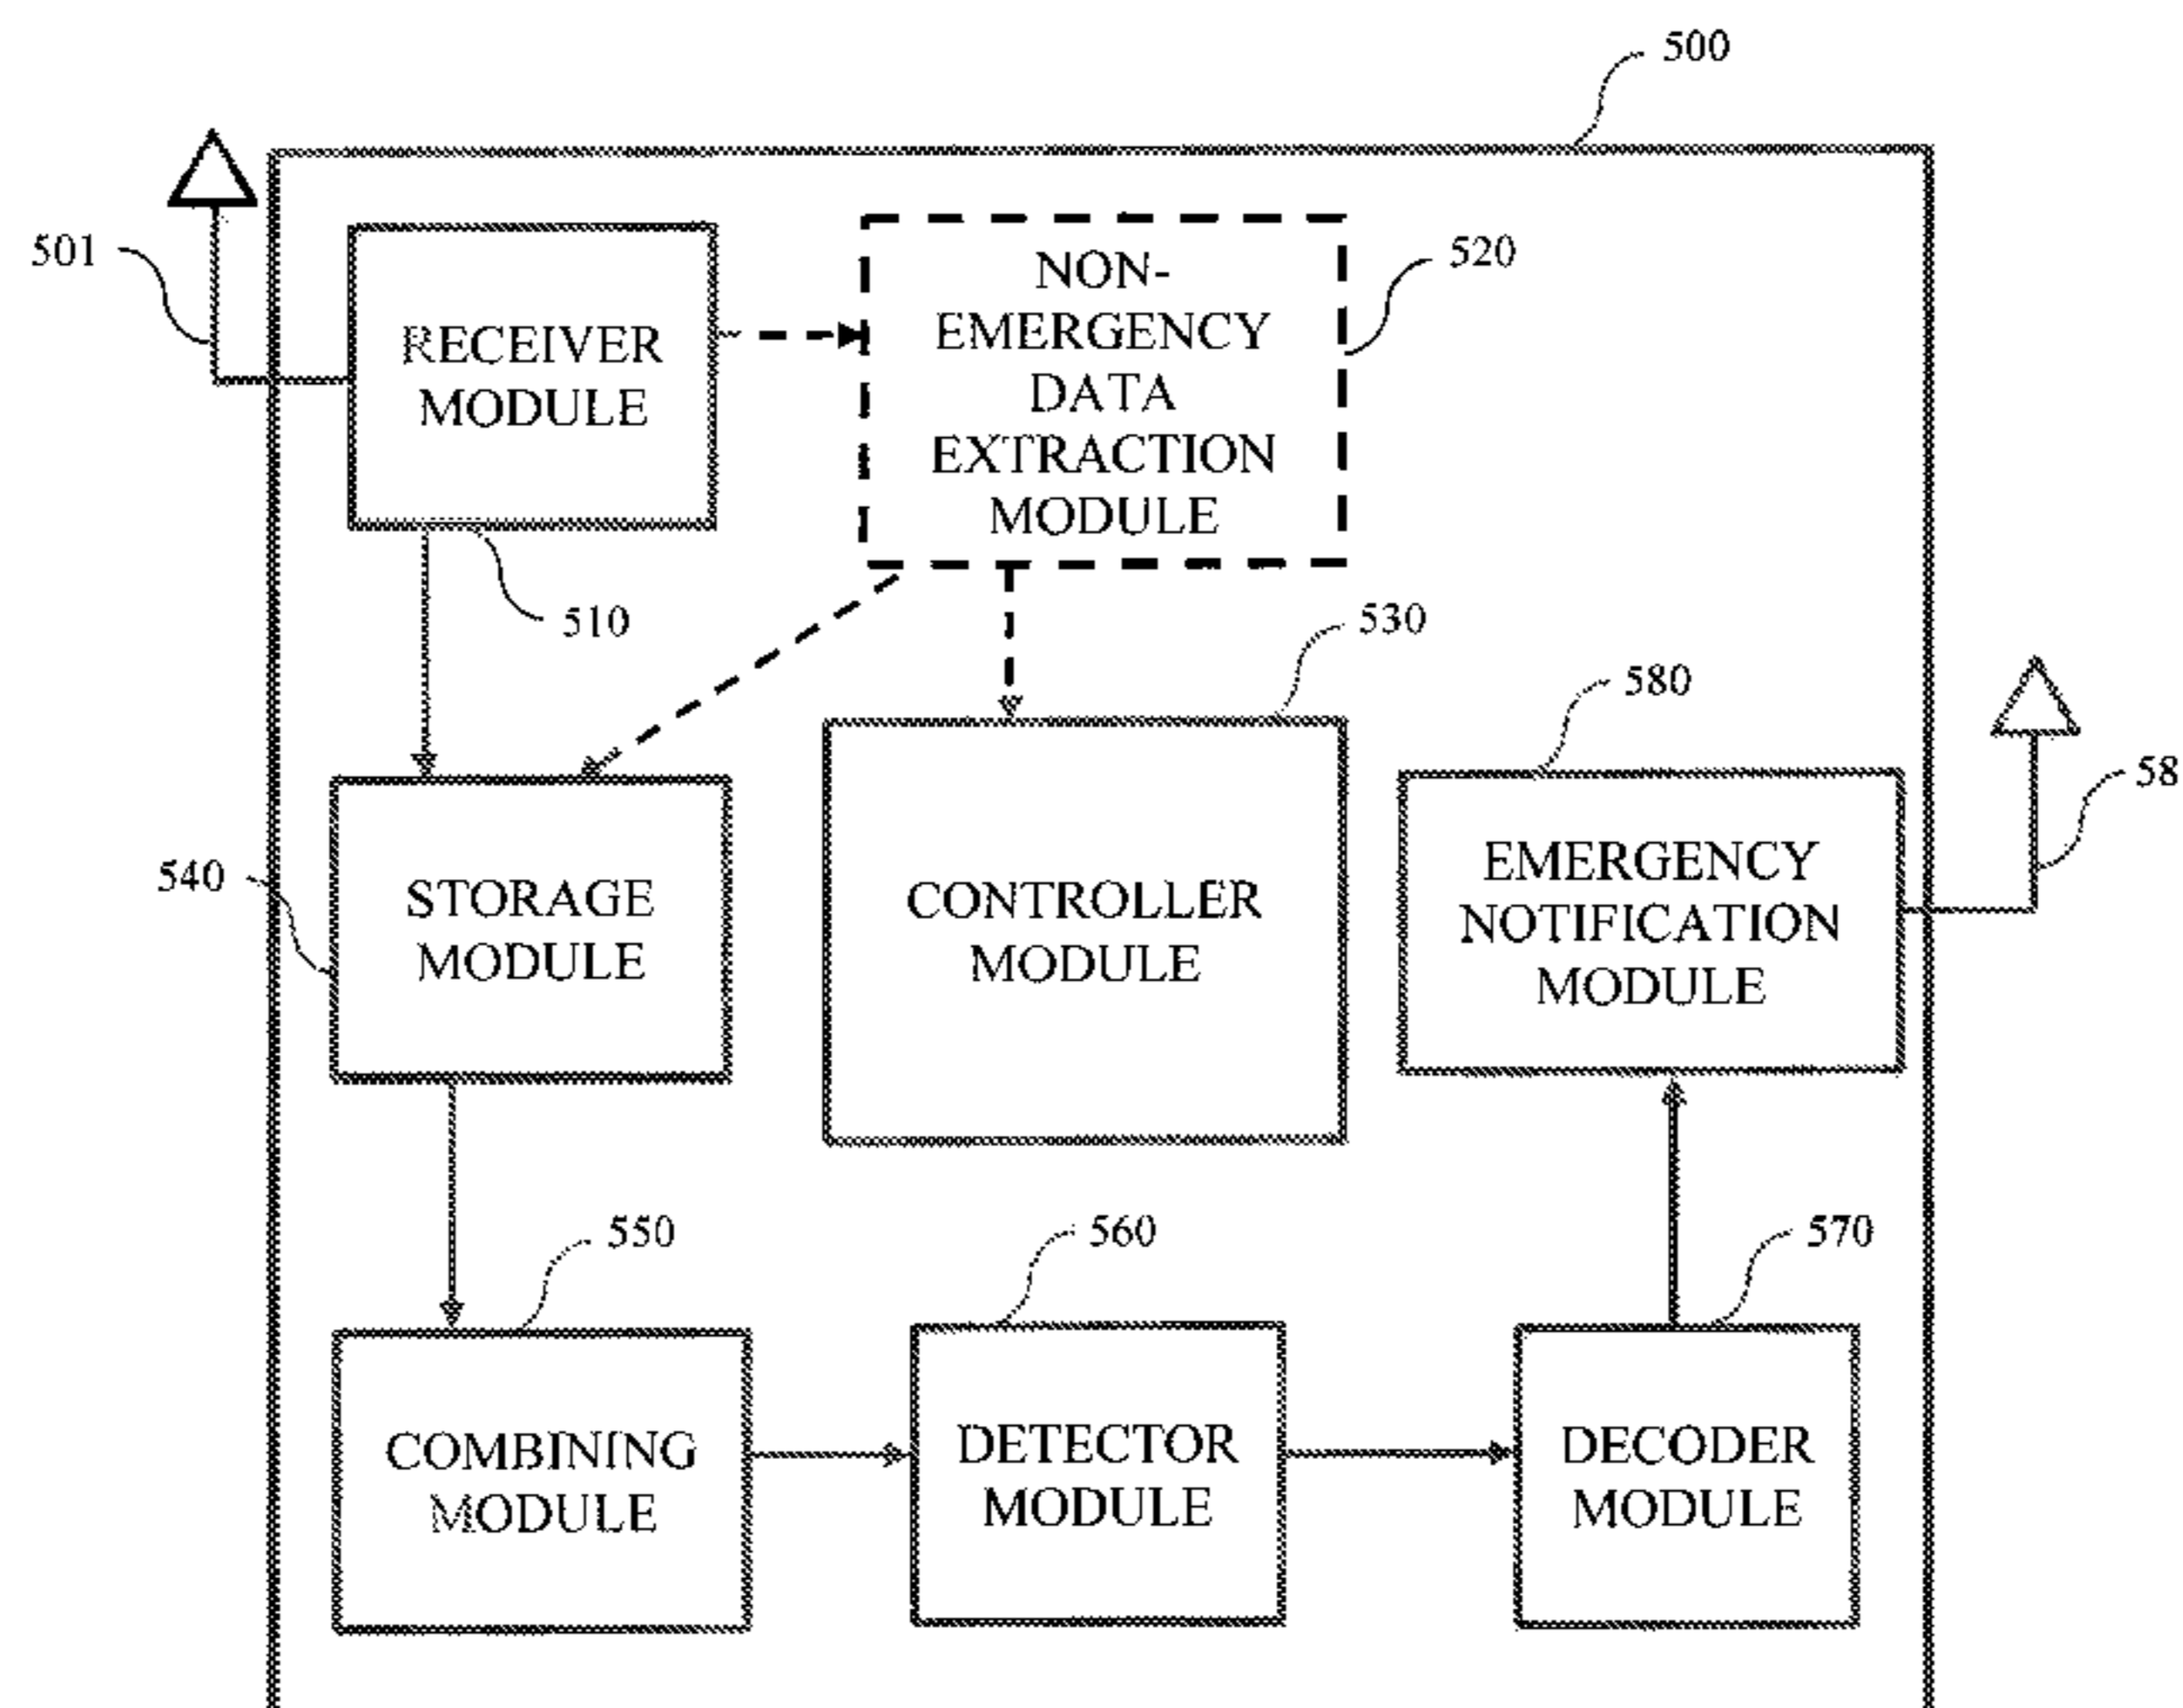 500
501
RECEIVER
MODULE
NON-
EMERGENCY
DATA
EXTRACTION
MODULE
520
510
530
580
58
540
STORAGE
MODULE
CONTROLLER
MODULE
EMERGENCY
NOTIFICATION
MODULE
550
560
570
COMBINING
MODULE
DETECTOR
MODULE
DECODER
MODULE